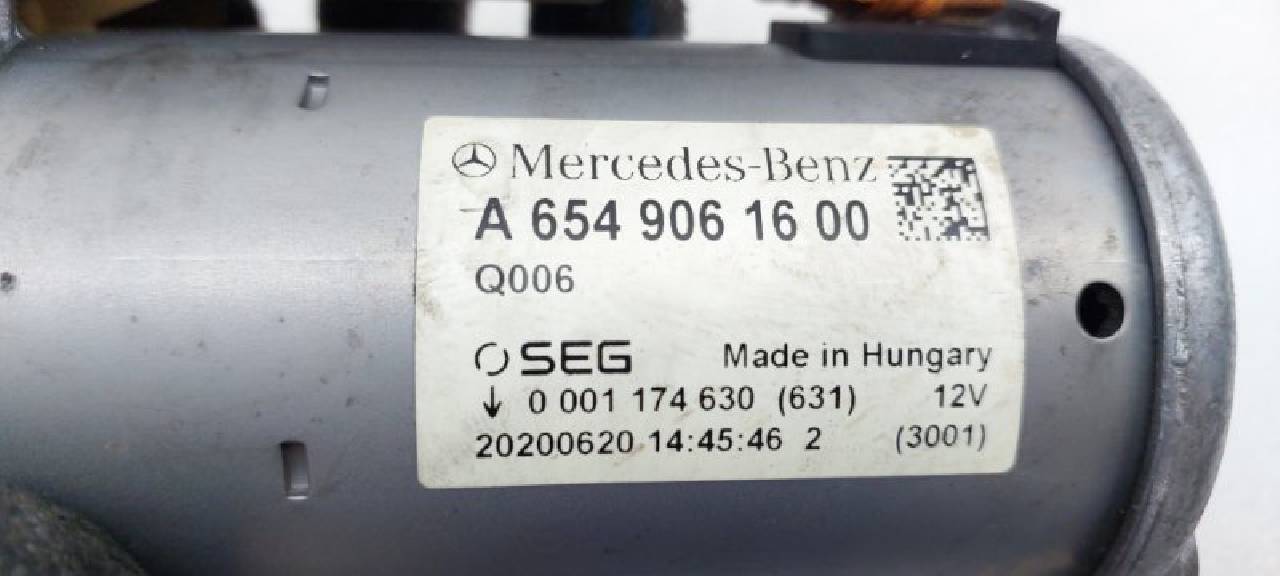 Mercedes-Benz
A 654 906 16 00
Q006
SEG Made in Hungary
↓ 0 001 174 630 (631) 12V
20200620 14:45:46 2 (3001)